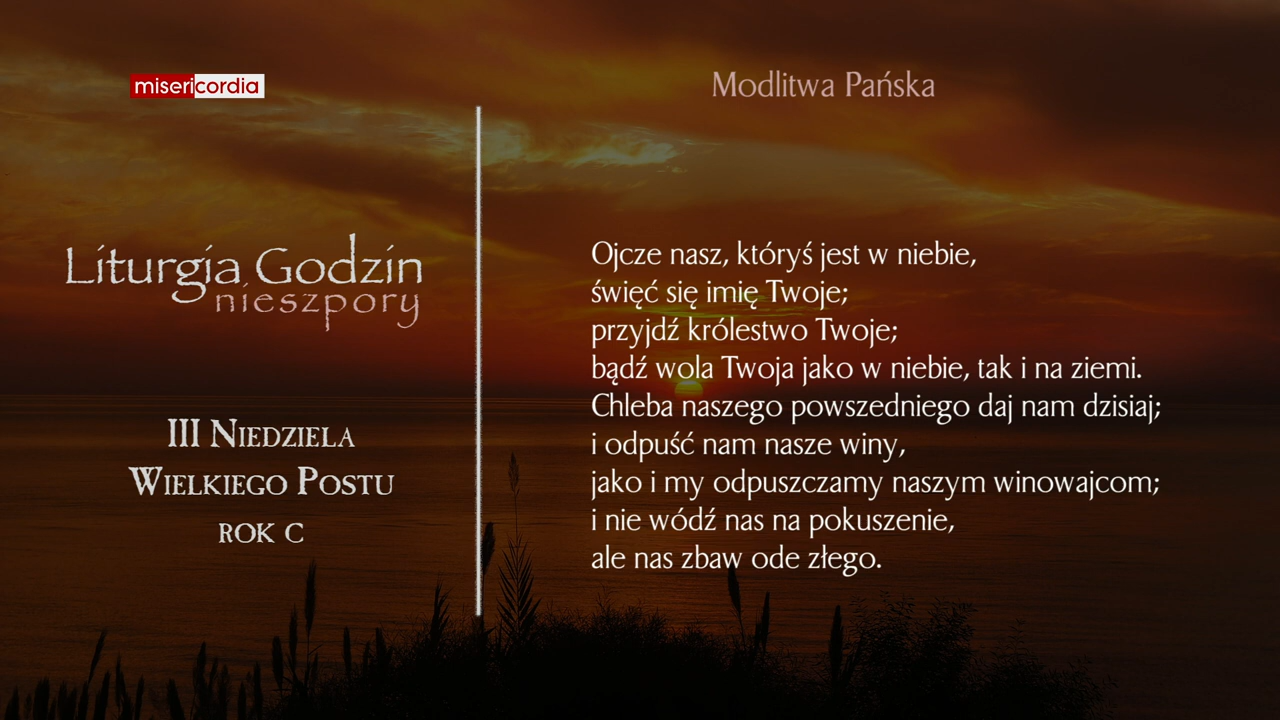 misericordia
Liturgia Godzin
nieszpory
III Niedziela
Wielkiego Postu
rok C
Modlitwa Pańska
Ojcze nasz, któryś jest w niebie,
święć się imię Twoje;
przyjdź królestwo Twoje;
bądź wola Twoja jako w niebie, tak i na ziemi.
Chleba naszego powszedniego daj nam dzisiaj;
i odpuść nam nasze winy,
jako i my odpuszczamy naszym winowajcom;
i nie wódź nas na pokuszenie,
ale nas zbaw ode złego.